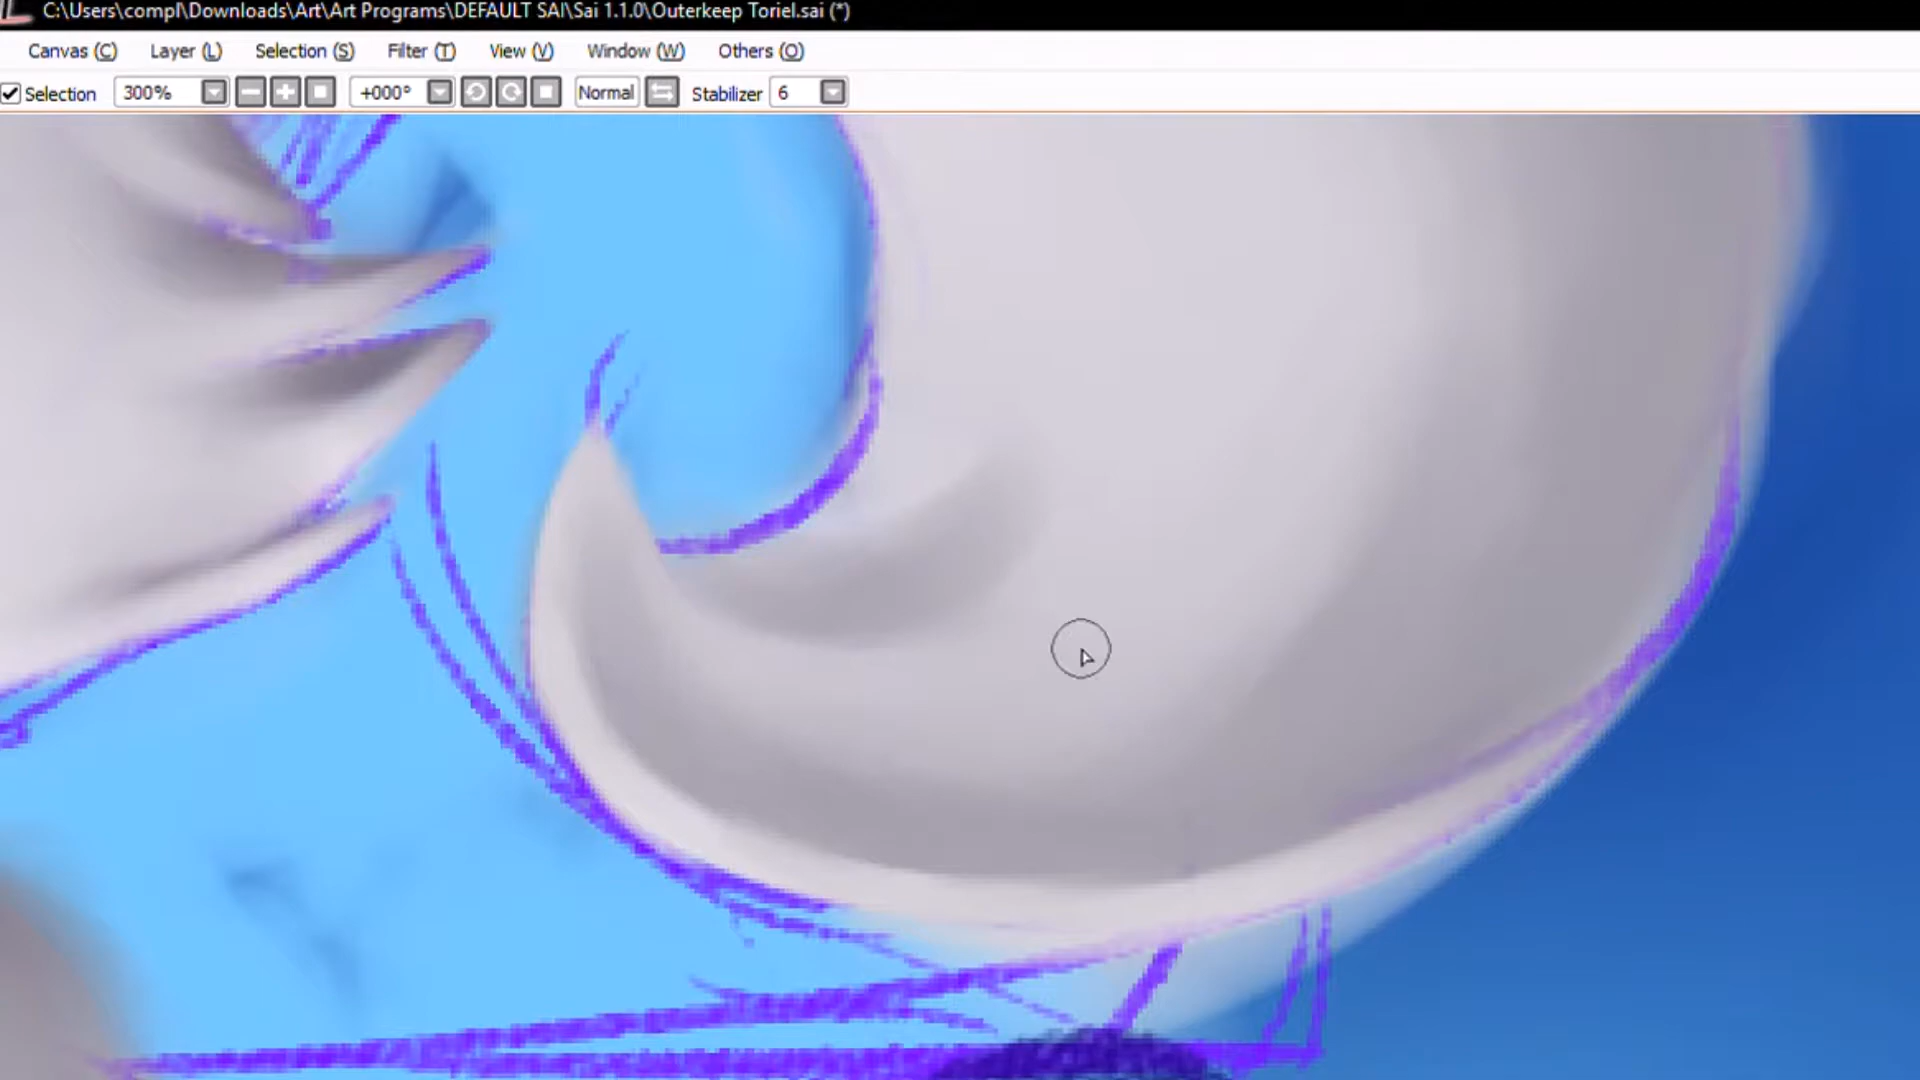 C:\Users\compl\Downloads\Art\Art Programs\DEFAULT SAI\Sai 1.1.0\Outerkeep Toriel.sai (*)
Canvas (C) Layer (L) Selection (S) Filter (T) View (V) Window (W) Others (O)
Selection 300% +000° Normal Stabilizer 6